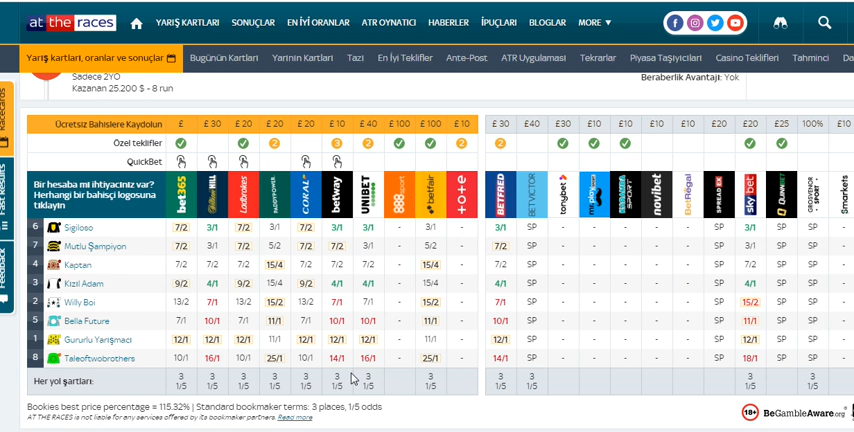 at the races YARIŞ KARTLARI SONUÇLAR EN İYİ ORANLAR ATR OYNATICI HABERLER İPUÇLARI BLOGLAR MORE
Yarış kartlari, oranlar ve sonuçlar Bugünün Kartları Yarının Kartları Tazi En İyi Teklifler Ante-Post ATR Uygulaması Tekrarlar Piyasa Taşiyicilari Casino Teklifleri Tahminci Da
Sadece 2YO Beraberlik Avantajı: Yok
Kazanan 25.200 $ - 8 run
Racecards
Fast Results
Feedback
Ücretsiz Bahislere Kaydolun £ £ 30 £ 20 £ 20 £ 20 £ 10 £ 40 £ 100 £ 100 £ 10 £ 30 £40 £30 £10 £10 £10 £10 £20 £20 £25 100% £10
Özel teklifler 2 3 2 2 2
QuickBet
Bir hesaba mı ihtiyacınız var?
Herhangi bir bahisçi logosuna
tıklayin
bet365 William HILL Ladbrokes PADDYPOWER CORAL betway UNIBET 888sport betfair tote BETFRED BETVICTOR tonybet novibet BetRegal SPREADEX sky bet QUINNBET GROSVENOR SPORT Smarkets
6 Sigiloso 7/2 3/1 7/2 3/1 7/2 3/1 3/1 - 3/1 - 3/1 SP - - - - - SP 3/1 SP - -
7 Mutlu Şampiyon 7/2 3/1 7/2 5/2 7/2 7/2 3/1 - 5/2 - 7/2 SP - - - - - SP 3/1 SP - -
4 Kaptan 7/2 7/2 7/2 15/4 7/2 7/2 7/2 - 15/4 - 7/2 SP - - - - - SP 7/2 SP - -
3 Kızıl Adam 9/2 4/1 9/2 15/4 9/2 4/1 4/1 - 15/4 - 4/1 SP - - - - - SP 4/1 SP - -
2 Willy Boi 13/2 7/1 13/2 15/2 13/2 7/1 7/1 - 15/2 - 7/1 SP - - - - - SP 15/2 SP - -
5 Bella Future 7/1 10/1 7/1 11/1 7/1 10/1 10/1 - 11/1 - 10/1 SP - - - - - SP 11/1 SP - -
1 Gururlu Yarışmacı 12/1 12/1 12/1 11/1 12/1 12/1 12/1 - 11/1 - 12/1 SP - - - - - SP 12/1 SP - -
8 Taleoftwobrothers 10/1 16/1 10/1 25/1 10/1 14/1 16/1 - 25/1 - 14/1 SP - - - - - SP 18/1 SP - -
Her yol şartları: 3 3 3 3 3 3 3 3 3 3 3
1/5 1/5 1/5 1/5 1/5 1/5 1/5 1/5 1/5 1/5 1/5
Bookies best price percentage = 115.32% | Standard bookmaker terms: 3 places, 1/5 odds
AT THE RACES is not liable for any services offered by its bookmaker partners. Read more
18+ BeGambleAware.org